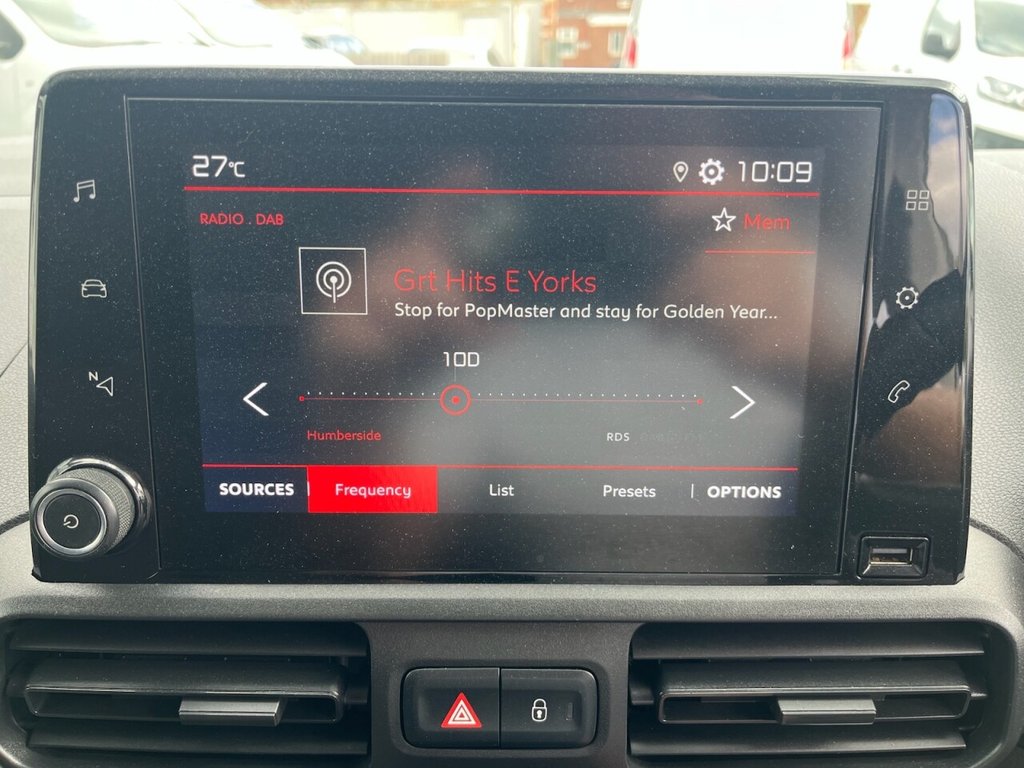 27°C
10:09
RADIO . DAB
Mem
Grt Hits E Yorks
Stop for PopMaster and stay for Golden Year...
10D
N
Humberside
RDS
SOURCES
Frequency
List
Presets
OPTIONS